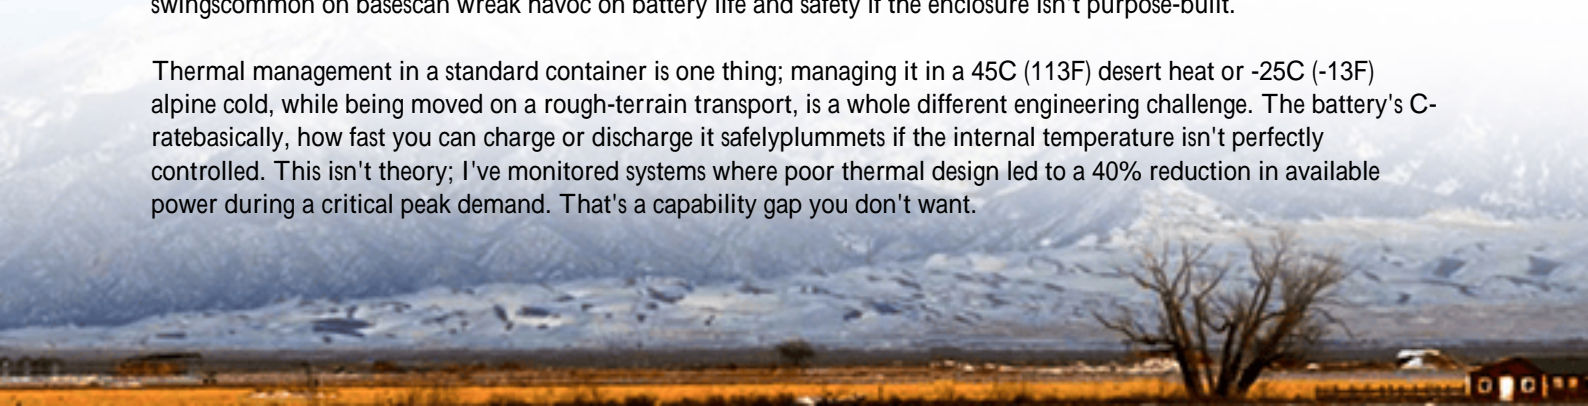 swingscommon on basescan wreak havoc on battery life and safety if the enclosure isn't purpose-built.
Thermal management in a standard container is one thing; managing it in a 45C (113F) desert heat or -25C (-13F)
alpine cold, while being moved on a rough-terrain transport, is a whole different engineering challenge. The battery's C-
ratebasically, how fast you can charge or discharge it safelyplummets if the internal temperature isn't perfectly
controlled. This isn't theory; I've monitored systems where poor thermal design led to a 40% reduction in available
power during a critical peak demand. That's a capability gap you don't want.